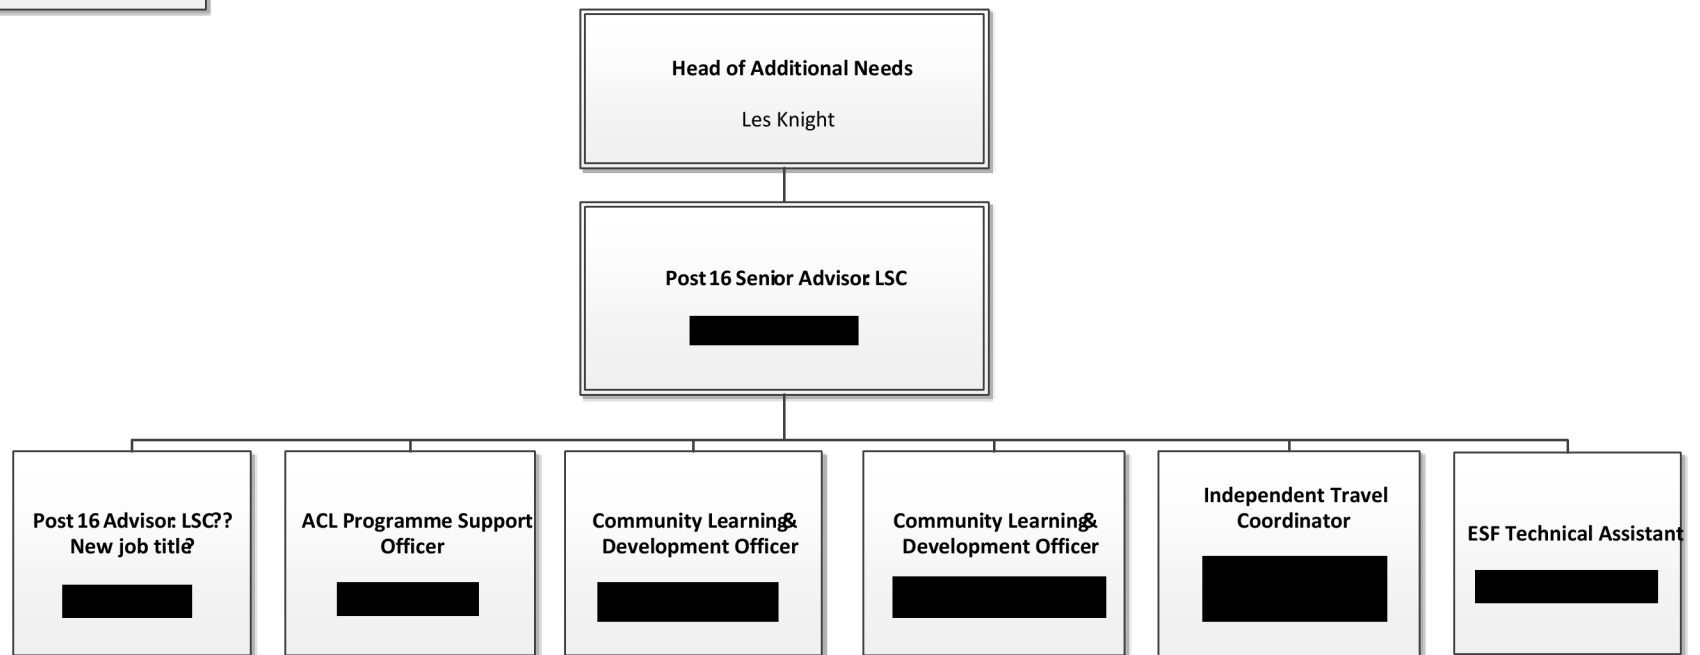 Head of Additional Needs
Les Knight
Post 16 Senior Advisor: LSC
Post 16 Advisor: LSC??
New job title?
ACL Programme Support
Officer
Community Learning &
Development Officer
Community Learning &
Development Officer
Independent Travel
Coordinator
ESF Technical Assistant